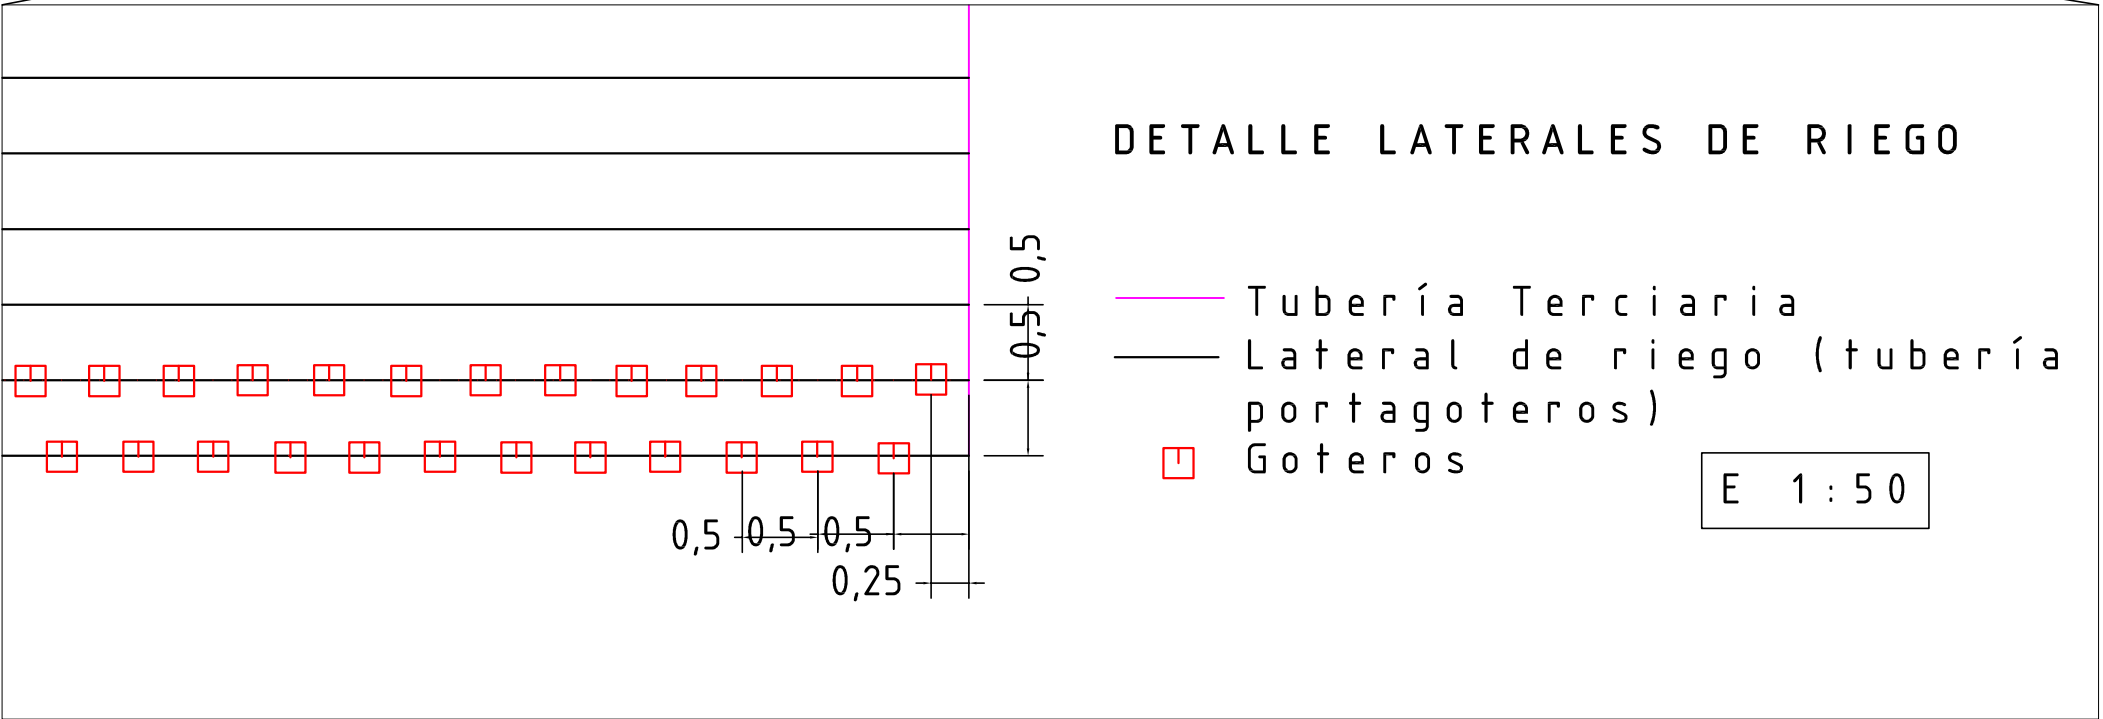 DETALLE LATERALES DE RIEGO
0,5
0,5
Tubería Terciaria
Lateral de riego (tubería
portagoteros)
Goteros
E 1:50
0,5 0,5 0,5
0,25